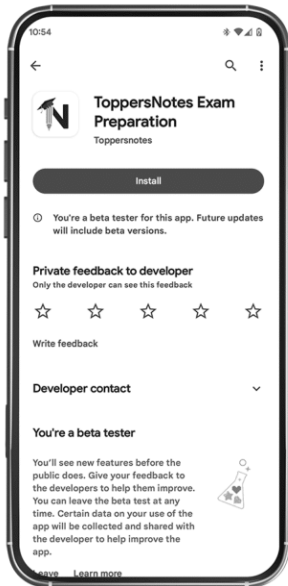 10:54
ToppersNotes Exam
Preparation
Toppersnotes
Install
You're a beta tester for this app. Future updates
will include beta versions.
Private feedback to developer
Only the developer can see this feedback
Write feedback
Developer contact
You're a beta tester
You'll see new features before the
public does. Give your feedback to
the developers to help them improve.
You can leave the beta test at any
time. Certain data on your use of the
app will be collected and shared with
the developer to help improve the
app.
Leave Learn more